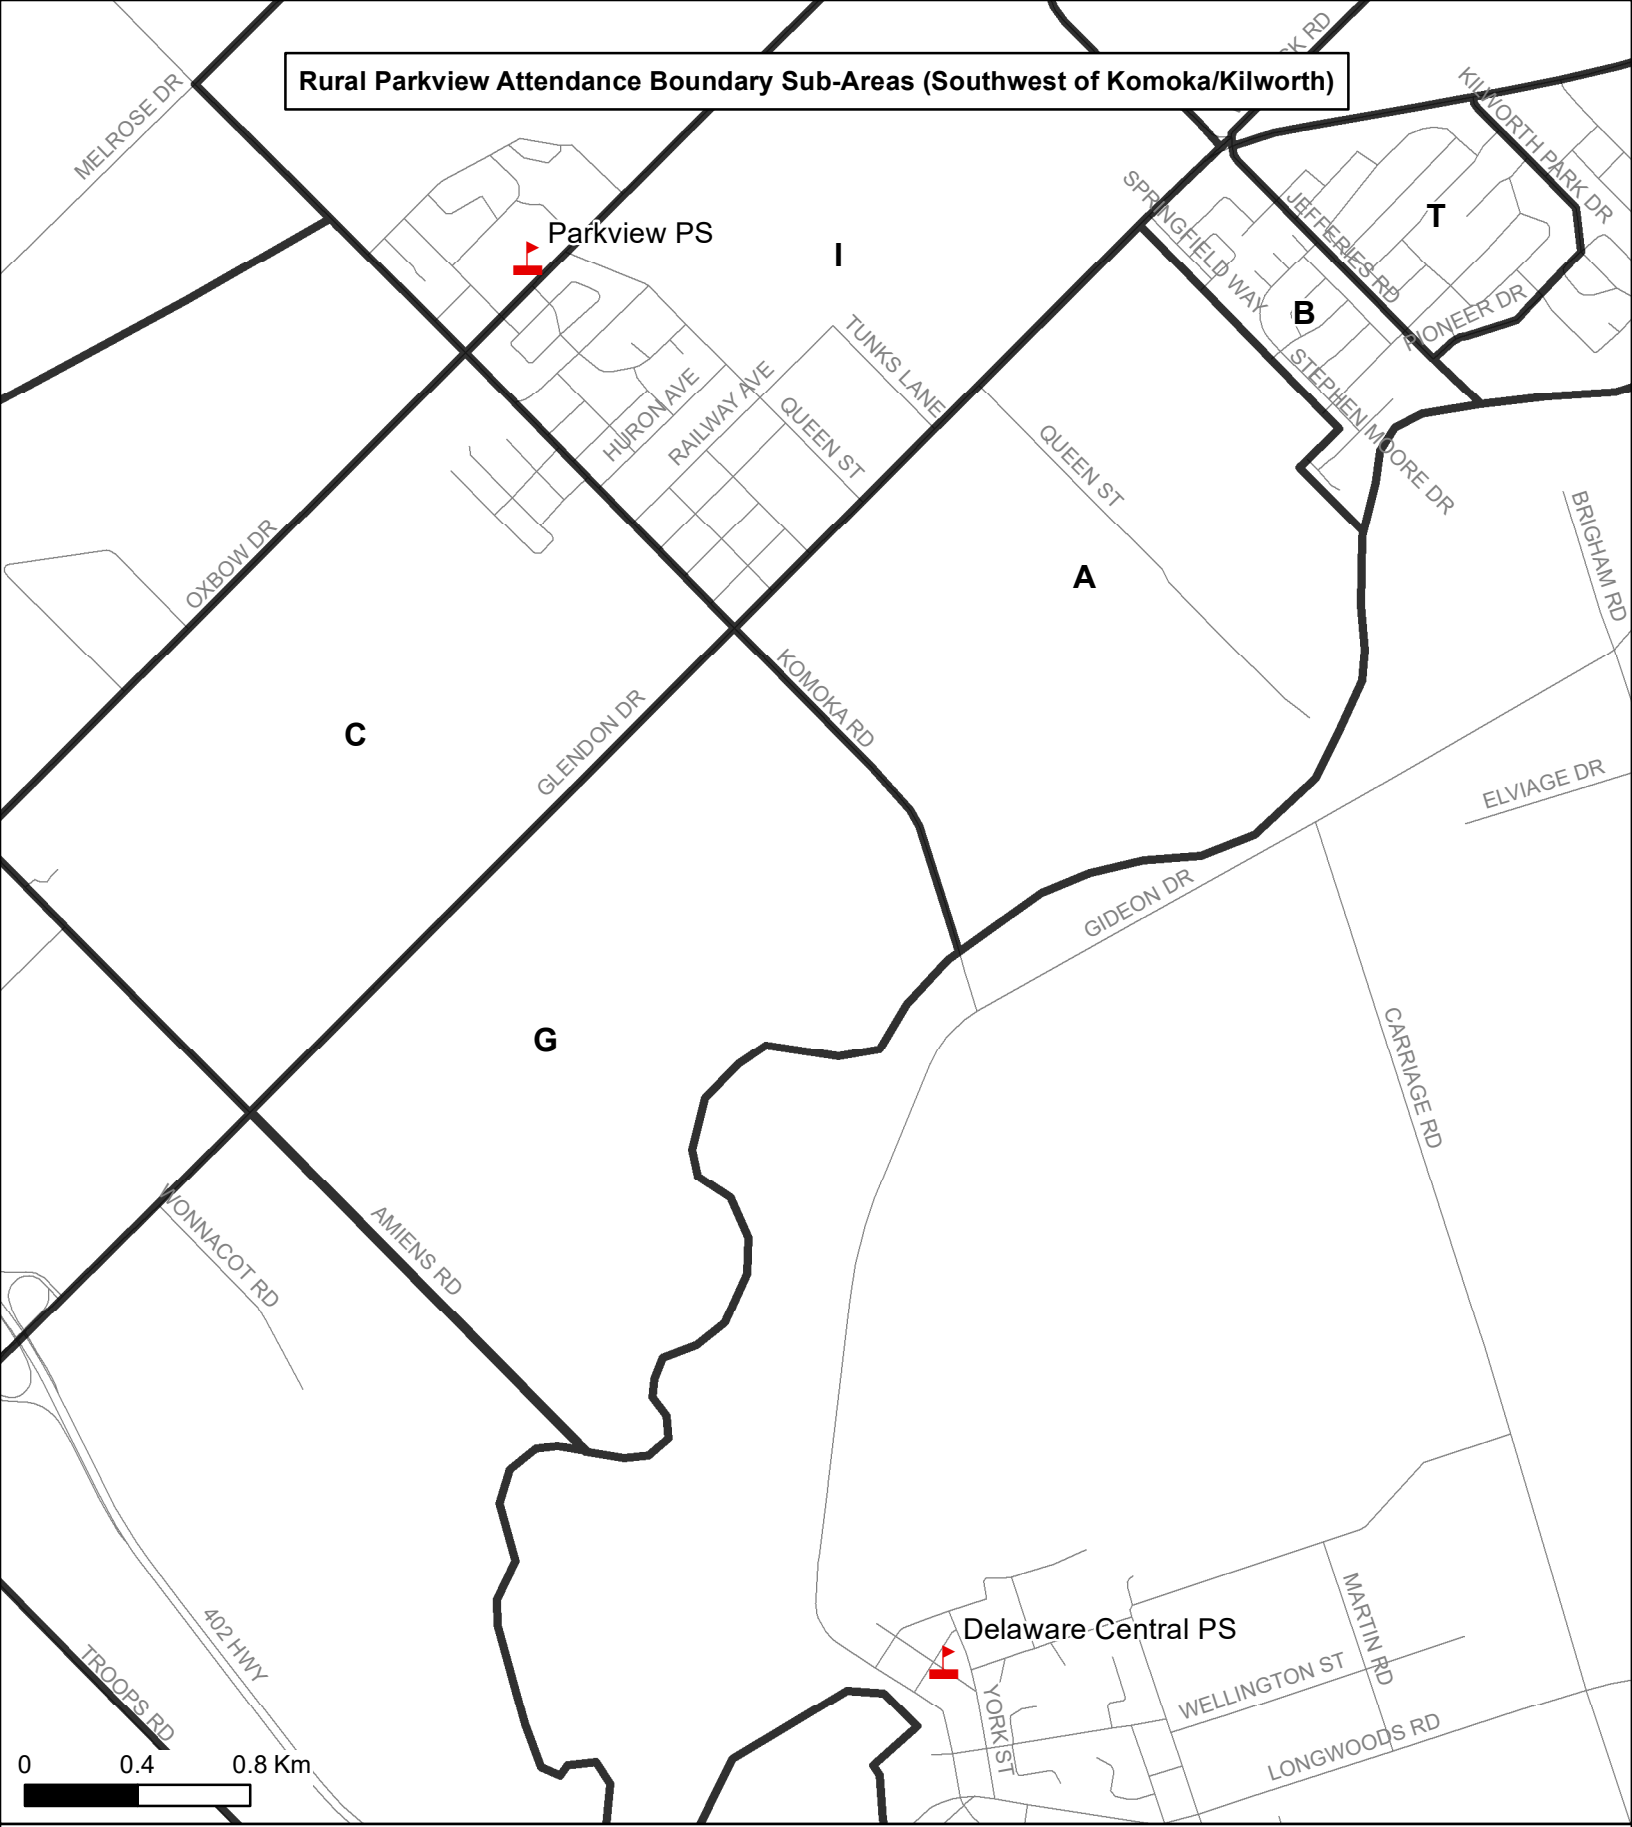 CK RD
Rural Parkview Attendance Boundary Sub-Areas (Southwest of Komoka/Kilworth)
MELROSE DR
KILWORTH PARK DR
SPRINGFIELD WAY
JEFFERIES RD
T
Parkview PS
I
B
PIONEER DR
TUNKS LANE
STEPHEN MOORE DR
HURON AVE
RAILWAY AVE
QUEEN ST
QUEEN ST
BRIGHAM RD
OXBOW DR
A
KOMOKA RD
GLENDON DR
C
ELVIAGE DR
GIDEON DR
CARRIAGE RD
G
WONNACOT RD
AMIENS RD
402 HWY
TROOPS RD
Delaware Central PS
MARTIN RD
YORK ST
WELLINGTON ST
LONGWOODS RD
0 0.4 0.8 Km